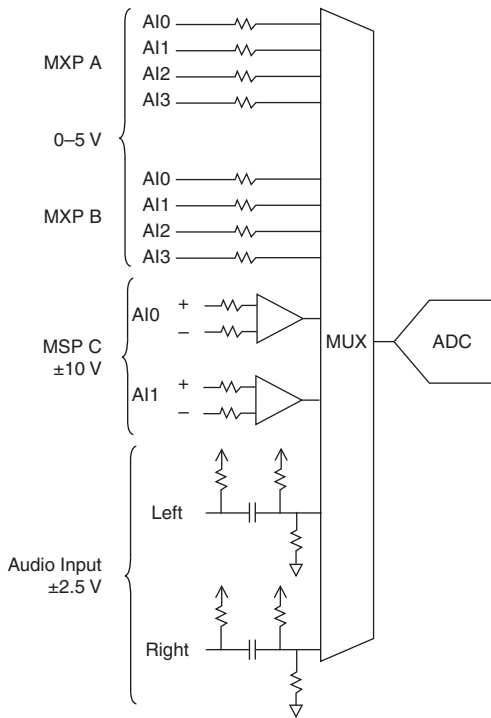 MXP A
0–5 V
MXP B
AI0
AI1
AI2
AI3
AI0
AI1
AI2
AI3
MSP C
±10 V
AI0
+
–
AI1
+
–
Audio Input
±2.5 V
Left
Right
MUX
ADC